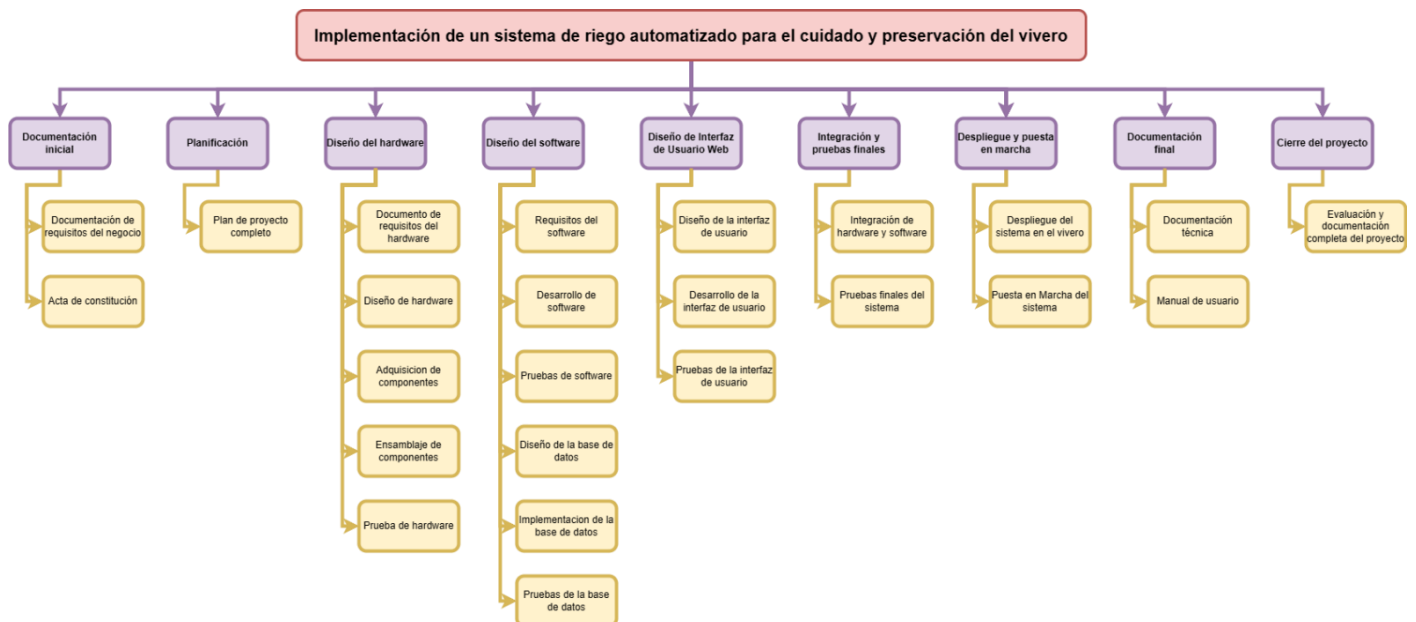 Implementación de un sistema de riego automatizado para el cuidado y preservación del vivero
Documentación
inicial
Planificación
Diseño del hardware
Diseño del software
Diseño de Interfaz
de Usuario Web
Integración y
pruebas finales
Despliegue y puesta
en marcha
Documentación
final
Cierre del proyecto
Documentación de
requisitos del negocio
Acta de constitución
Plan de proyecto
completo
Documento de
requisitos del
hardware
Diseño de hardware
Adquisicion de
componentes
Ensamblaje de
componentes
Prueba de hardware
Requisitos del
software
Desarrollo de
software
Pruebas de software
Diseño de la base de
datos
Implementacion de la
base de datos
Pruebas de la base
de datos
Diseño de la interfaz
de usuario
Desarrollo de la
interfaz de usuario
Pruebas de la interfaz
de usuario
Integración de
hardware y software
Pruebas finales del
sistema
Despliegue del
sistema en el vivero
Puesta en Marcha del
sistema
Documentación
técnica
Manual de usuario
Evaluación y
documentación
completa del proyecto